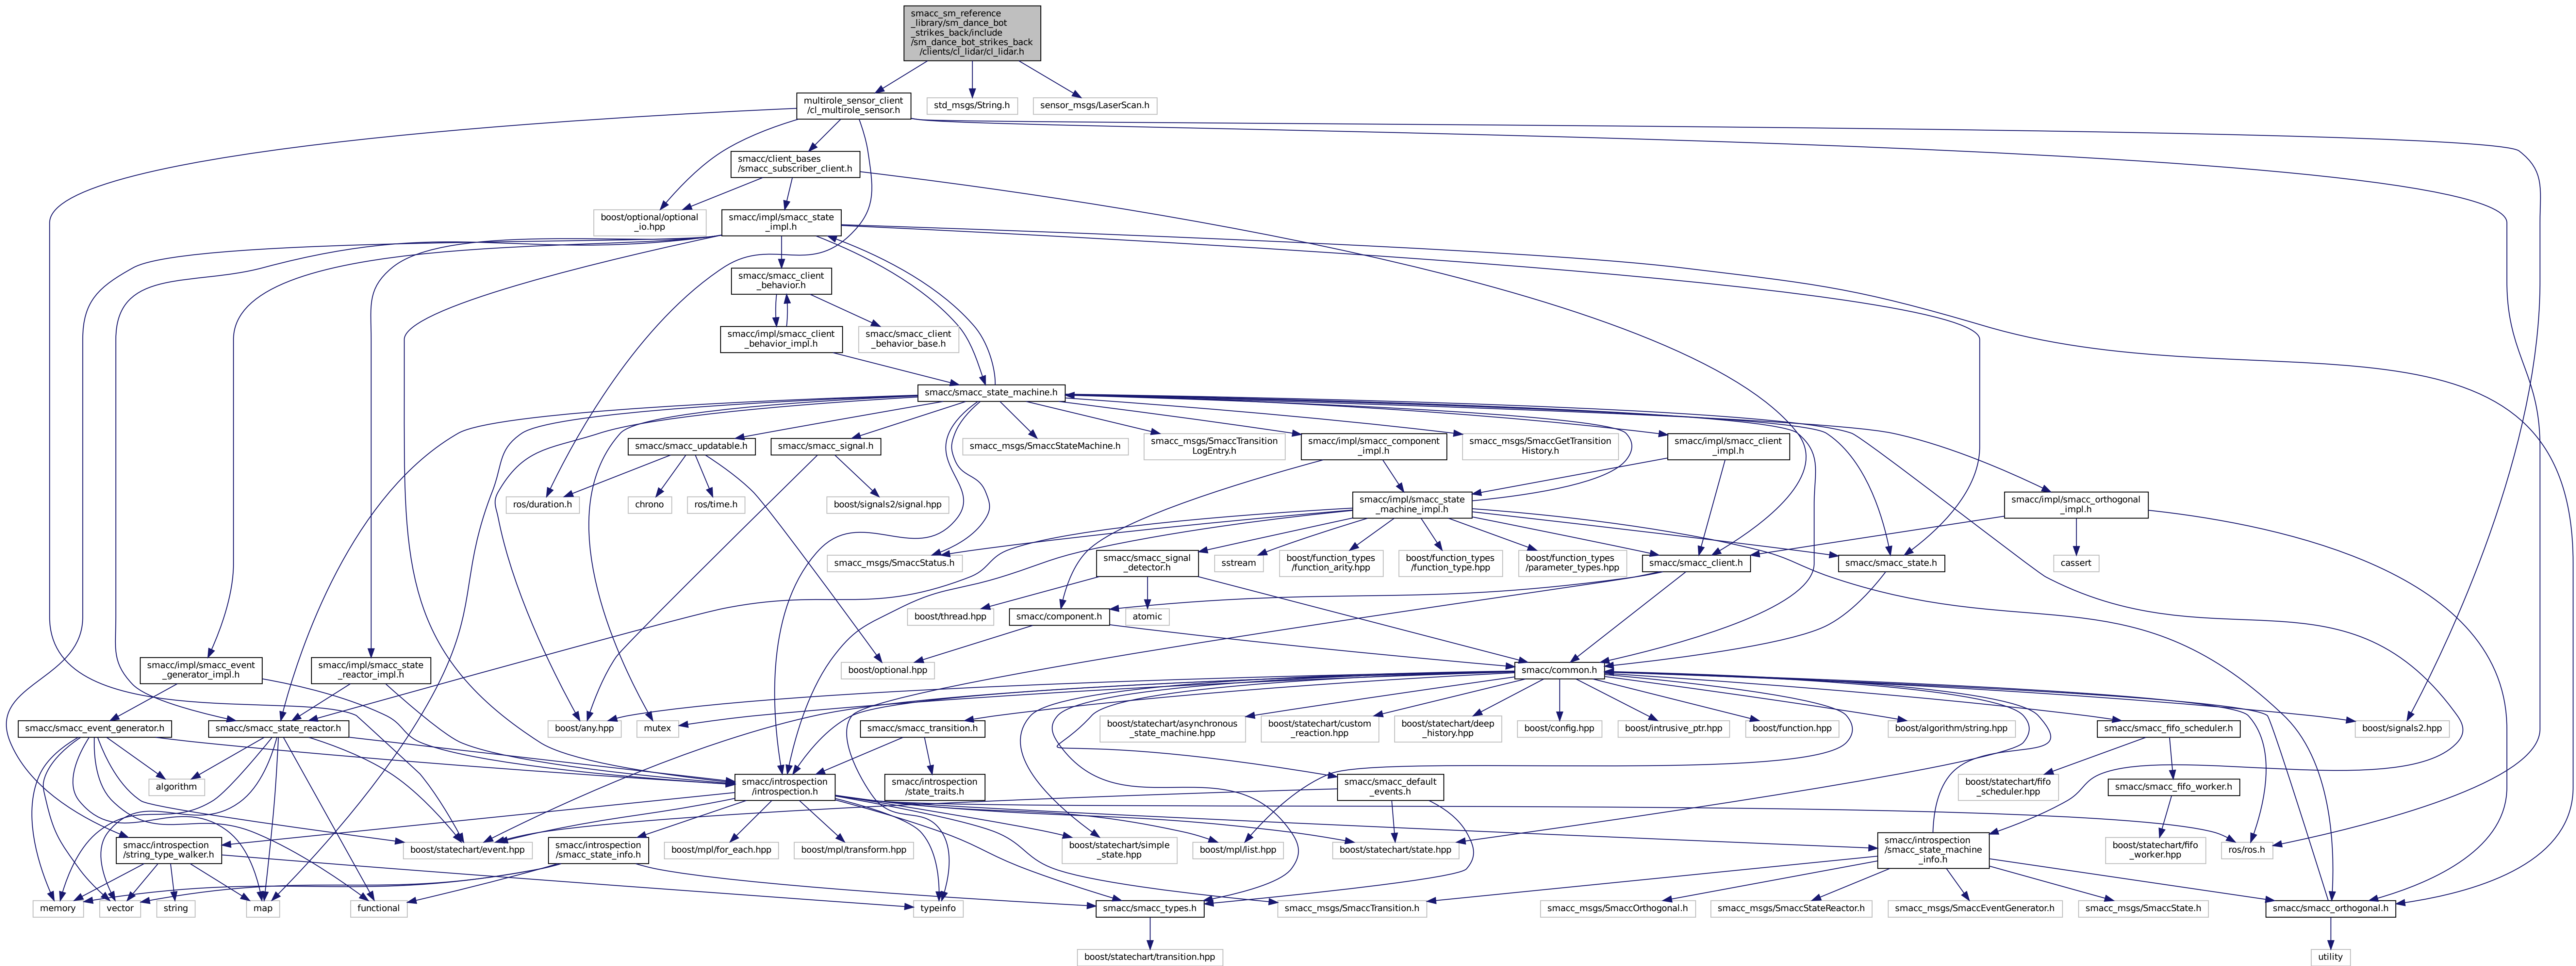 smacc_sm_reference
_library/sm_dance_bot
_strikes_back/include
/sm_dance_bot_strikes_back
/clients/cl_lidar/cl_lidar.h
multirole_sensor_client
/cl_multirole_sensor.h
std_msgs/String.h
sensor_msgs/LaserScan.h
smacc/client_bases
/smacc_subscriber_client.h
boost/optional/optional
_io.hpp
smacc/impl/smacc_state
_impl.h
smacc/smacc_client
_behavior.h
smacc/impl/smacc_client
_behavior_impl.h
smacc/smacc_client
_behavior_base.h
smacc/smacc_state_machine.h
smacc/smacc_updatable.h
smacc/smacc_signal.h
smacc_msgs/SmaccStateMachine.h
smacc_msgs/SmaccTransition
LogEntry.h
smacc/impl/smacc_component
_impl.h
smacc_msgs/SmaccGetTransition
History.h
smacc/impl/smacc_client
_impl.h
ros/duration.h
chrono
ros/time.h
boost/signals2/signal.hpp
smacc/impl/smacc_state
_machine_impl.h
smacc/impl/smacc_orthogonal
_impl.h
smacc_msgs/SmaccStatus.h
smacc/smacc_signal
_detector.h
sstream
boost/function_types
/function_arity.hpp
boost/function_types
/function_type.hpp
boost/function_types
/parameter_types.hpp
smacc/smacc_client.h
smacc/smacc_state.h
cassert
boost/thread.hpp
smacc/component.h
atomic
smacc/impl/smacc_event
_generator_impl.h
smacc/impl/smacc_state
_reactor_impl.h
boost/optional.hpp
smacc/common.h
smacc/smacc_event_generator.h
smacc/smacc_state_reactor.h
boost/any.hpp
mutex
smacc/smacc_transition.h
boost/statechart/asynchronous
_state_machine.hpp
boost/statechart/custom
_reaction.hpp
boost/statechart/deep
_history.hpp
boost/config.hpp
boost/intrusive_ptr.hpp
boost/function.hpp
boost/algorithm/string.hpp
smacc/smacc_fifo_scheduler.h
boost/signals2.hpp
algorithm
smacc/introspection
/introspection.h
smacc/introspection
/state_traits.h
smacc/smacc_default
_events.h
boost/statechart/fifo
_scheduler.hpp
smacc/smacc_fifo_worker.h
smacc/introspection
/string_type_walker.h
boost/statechart/event.hpp
smacc/introspection
/smacc_state_info.h
boost/mpl/for_each.hpp
boost/mpl/transform.hpp
boost/statechart/simple
_state.hpp
boost/mpl/list.hpp
boost/statechart/state.hpp
smacc/introspection
/smacc_state_machine
_info.h
boost/statechart/fifo
_worker.hpp
ros/ros.h
memory
vector
string
map
functional
typeinfo
smacc/smacc_types.h
smacc_msgs/SmaccTransition.h
smacc_msgs/SmaccOrthogonal.h
smacc_msgs/SmaccStateReactor.h
smacc_msgs/SmaccEventGenerator.h
smacc_msgs/SmaccState.h
smacc/smacc_orthogonal.h
boost/statechart/transition.hpp
utility